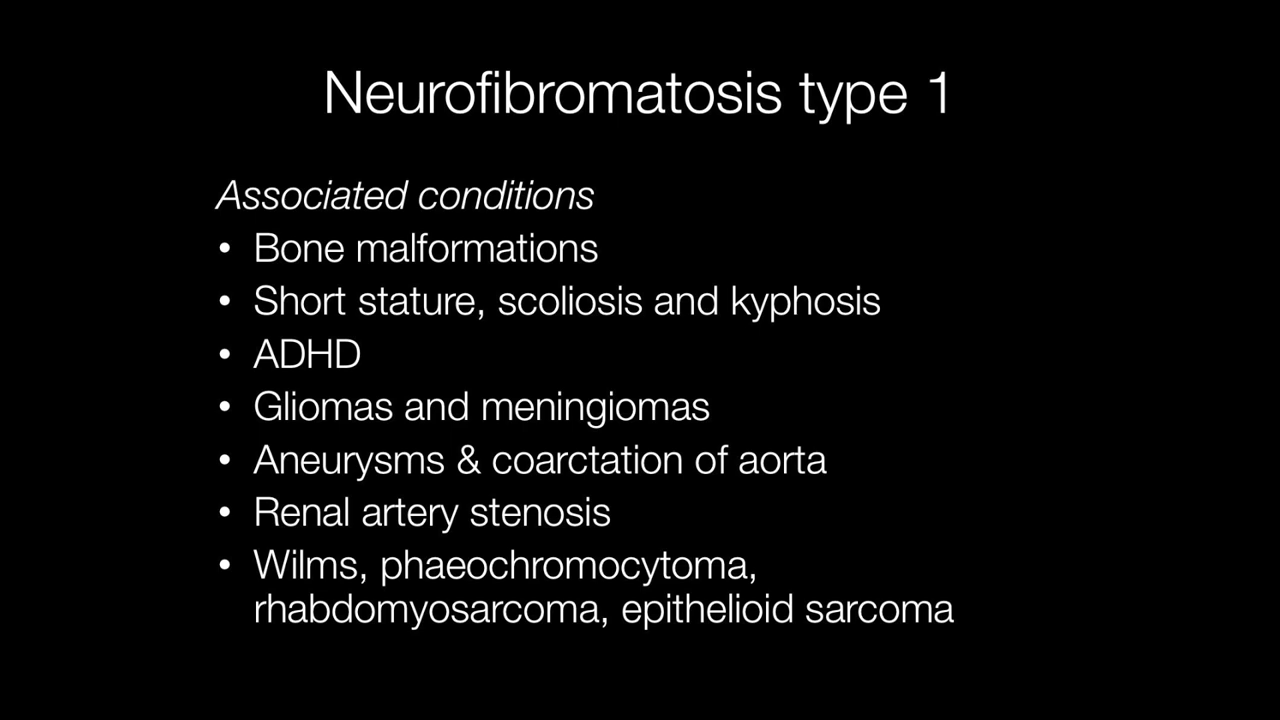 Neurofibromatosis type 1
Associated conditions
• Bone malformations
• Short stature, scoliosis and kyphosis
• ADHD
• Gliomas and meningiomas
• Aneurysms & coarctation of aorta
• Renal artery stenosis
• Wilms, phaeochromocytoma,
rhabdomyosarcoma, epithelioid sarcoma